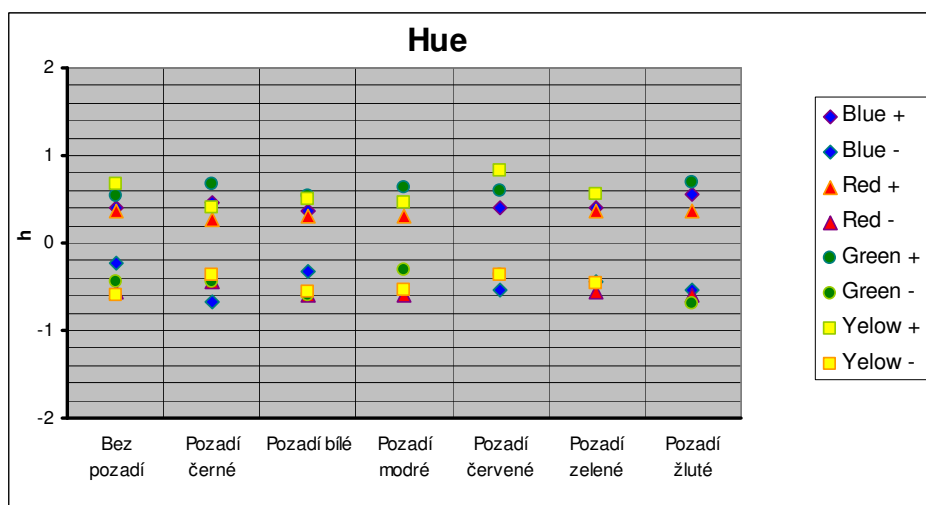 Hue
2
1
0
-1
-2
h
Bez
pozadí
Pozadí
černé
Pozadí bílé
Pozadí
modré
Pozadí
červené
Pozadí
zelené
Pozadí
žluté
Blue +
Blue -
Red +
Red -
Green +
Green -
Yelow +
Yelow -